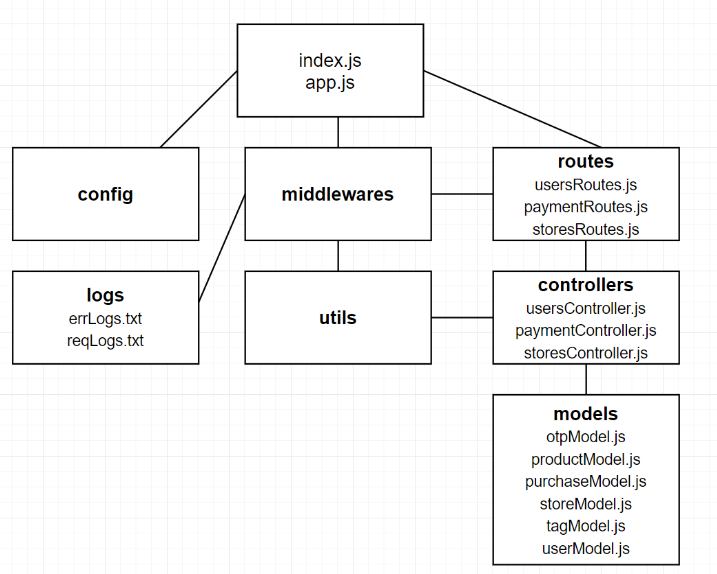 index.js
app.js
config
middlewares
routes
usersRoutes.js
paymentRoutes.js
storesRoutes.js
logs
errLogs.txt
reqLogs.txt
utils
controllers
usersController.js
paymentController.js
storesController.js
models
otpModel.js
productModel.js
purchaseModel.js
storeModel.js
tagModel.js
userModel.js